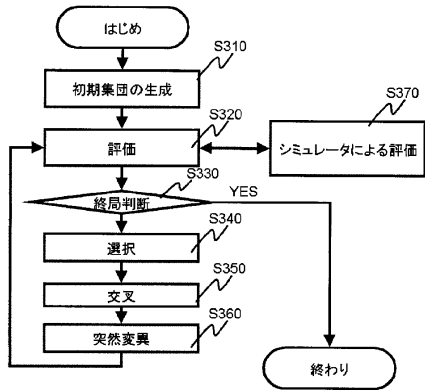 はじめ
S310
初期集団の生成
S320
評価
S370
シミュレータによる評価
S330
終局判断
YES
S340
選択
S350
交叉
S360
突然変異
終わり